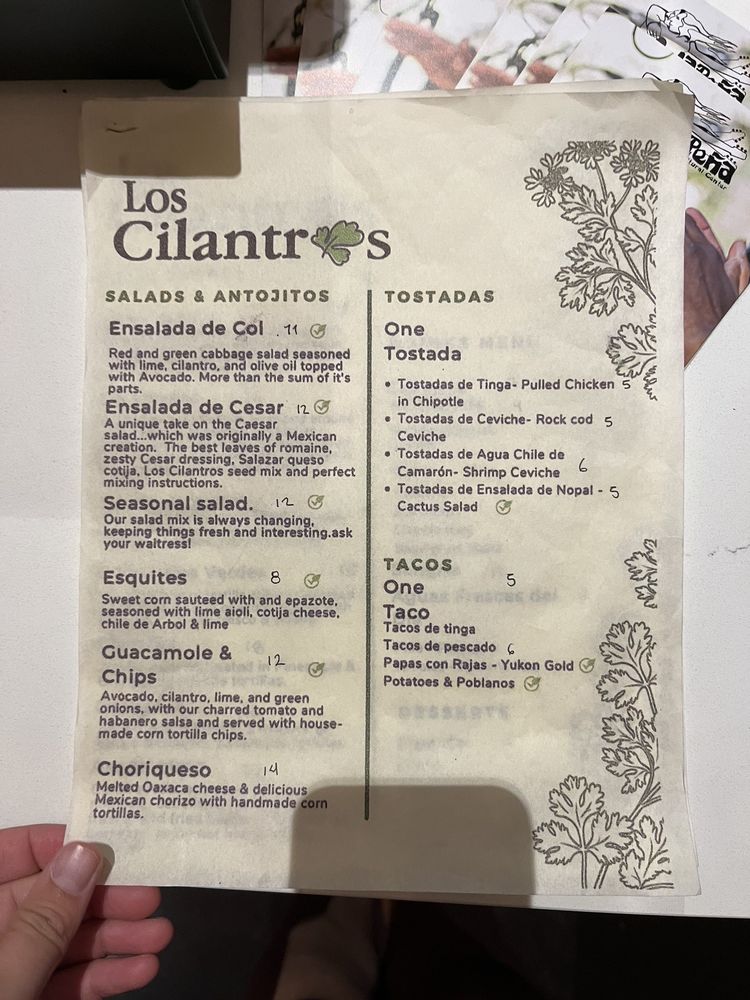 Los
Cilantros
SALADS & ANTOJITOS
Ensalada de Col .11
Red and green cabbage salad seasoned
with lime, cilantro, and olive oil topped
with Avocado. More than the sum of it's
parts.
Ensalada de Cesar 12
A unique take on the Caesar
salad...which was originally a Mexican
creation. The best leaves of romaine,
zesty Cesar dressing, Salazar queso
cotija, Los Cilantros seed mix and perfect
mixing instructions.
Seasonal salad. 12
Our salad mix is always changing,
keeping things fresh and interesting.ask
your waitress!
Esquites 8
Sweet corn sauteed with and epazote,
seasoned with lime aioli, cotija cheese,
chile de Arbol & lime
Guacamole & 12
Chips
Avocado, cilantro, lime, and green
onions, with our charred tomato and
habanero salsa and served with house-
made corn tortilla chips.
Choriqueso 14
Melted Oaxaca cheese & delicious
Mexican chorizo with handmade corn
tortillas.
TOSTADAS
One
Tostada
• Tostadas de Tinga- Pulled Chicken 5
in Chipotle
• Tostadas de Ceviche- Rock cod 5
Ceviche
• Tostadas de Agua Chile de
Camarón- Shrimp Ceviche 6
• Tostadas de Ensalada de Nopal - 5
Cactus Salad
TACOS
One 5
Taco
Tacos de tinga
Tacos de pescado 6
Papas con Rajas - Yukon Gold
Potatoes & Poblanos
Peña